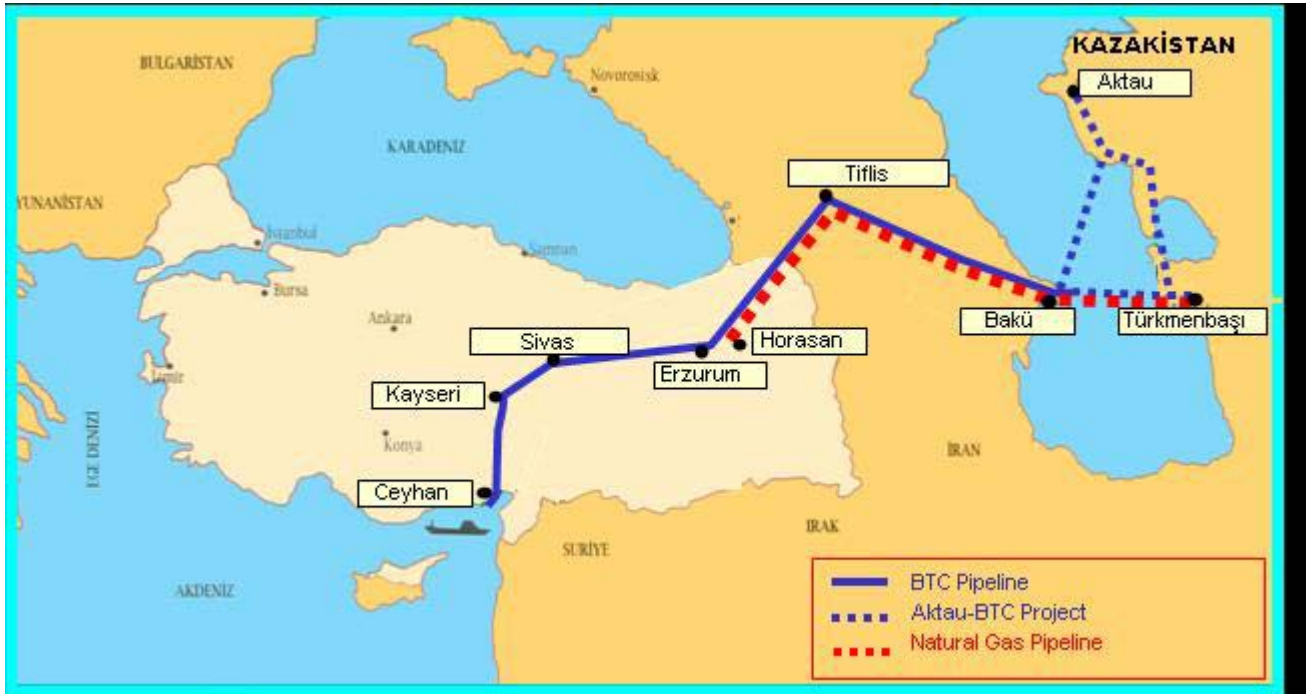 KAZAKİSTAN
Aktau
BULGARİSTAN
Novorosisk
KARADENİZ
Tiflis
YUNANİSTAN
İstanbul
Samsun
Bursa
Ankara
Bakü
Türkmenbaşı
Sivas
Horasan
Erzurum
İzmir
Kayseri
Konya
EGE DENİZİ
İRAN
Ceyhan
IRAK
SURİYE
AKDENİZ
BTC Pipeline
Aktau-BTC Project
Natural Gas Pipeline